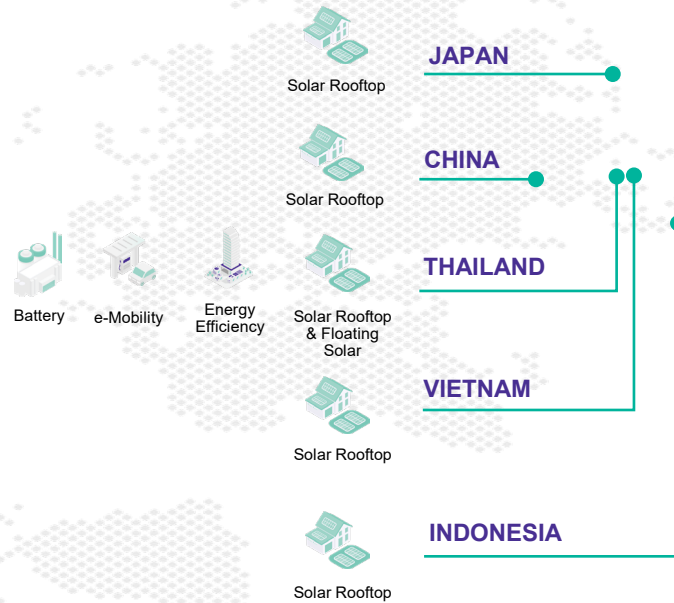 JAPAN
Solar Rooftop
CHINA
Solar Rooftop
THAILAND
Battery
e-Mobility
Energy
Efficiency
Solar Rooftop
& Floating
Solar
VIETNAM
Solar Rooftop
INDONESIA
Solar Rooftop